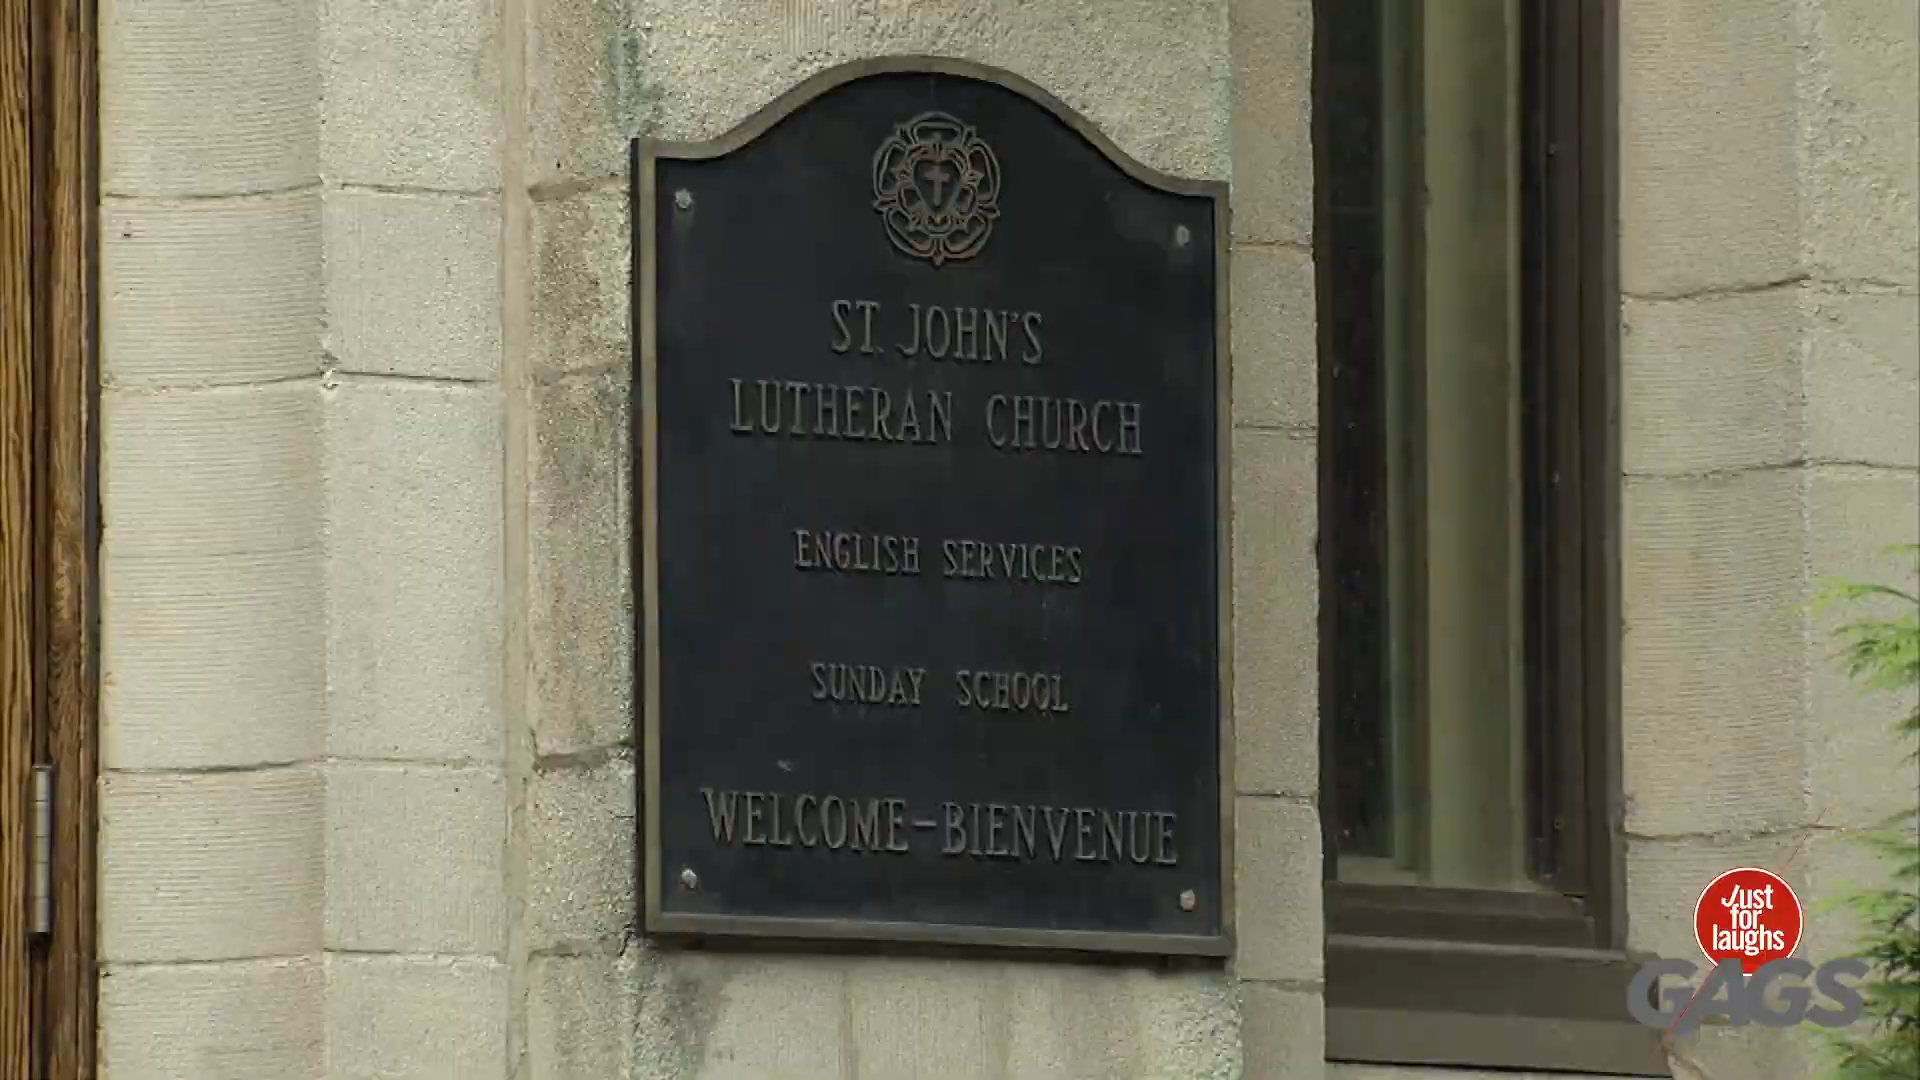 ST. JOHN'S
LUTHERAN CHURCH
ENGLISH SERVICES
SUNDAY SCHOOL
WELCOME-BIENVENUE
Just
for
laughs
GAGS